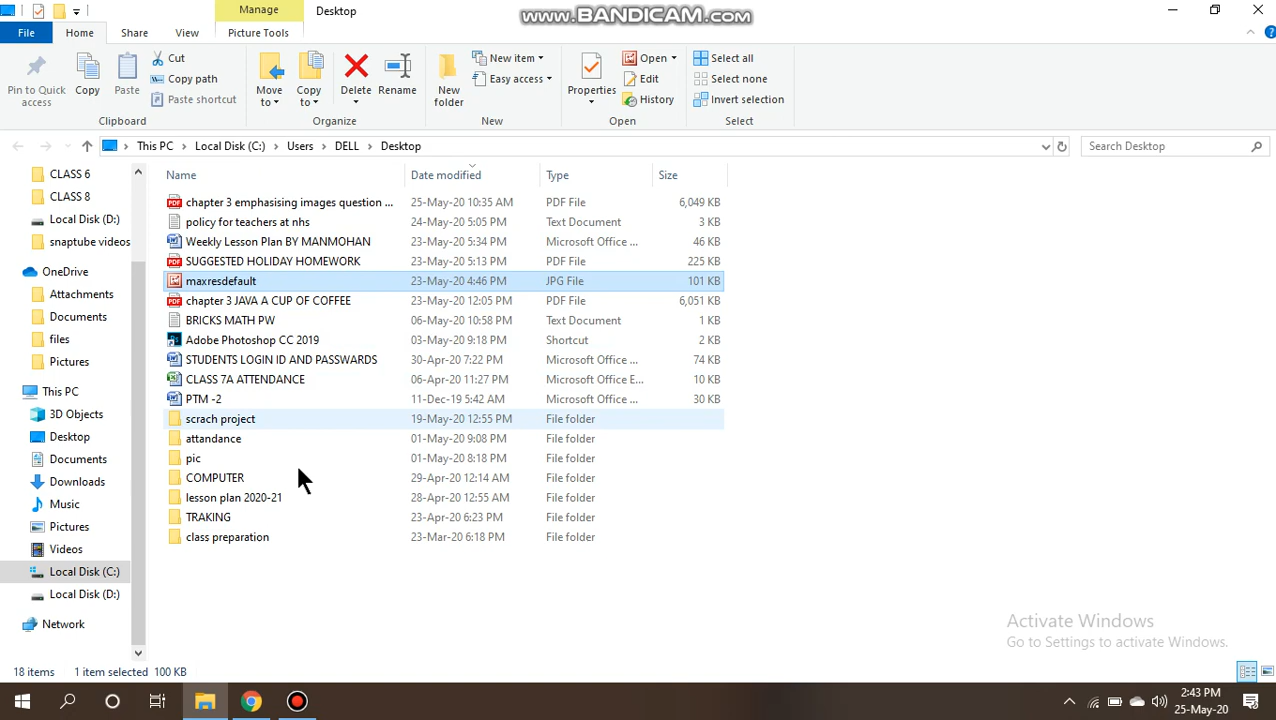 Manage Desktop www.BANDICAM.com
File Home Share View Picture Tools
Pin to Quick access Copy Paste Cut Copy path Paste shortcut Clipboard
Move to Copy to Delete Rename Organize
New folder New item Easy access New
Properties Open Edit History Open
Select all Select none Invert selection Select
This PC Local Disk (C:) Users DELL Desktop Search Desktop
CLASS 6
CLASS 8
Local Disk (D:)
snaptube videos
OneDrive
Attachments
Documents
files
Pictures
This PC
3D Objects
Desktop
Documents
Downloads
Music
Pictures
Videos
Local Disk (C:)
Local Disk (D:)
Network
Name Date modified Type Size
chapter 3 emphasising images question ... 25-May-20 10:35 AM PDF File 6,049 KB
policy for teachers at nhs 24-May-20 5:05 PM Text Document 3 KB
Weekly Lesson Plan BY MANMOHAN 23-May-20 5:34 PM Microsoft Office ... 46 KB
SUGGESTED HOLIDAY HOMEWORK 23-May-20 5:13 PM PDF File 225 KB
maxresdefault 23-May-20 4:46 PM JPG File 101 KB
chapter 3 JAVA A CUP OF COFFEE 23-May-20 12:05 PM PDF File 6,051 KB
BRICKS MATH PW 06-May-20 10:58 PM Text Document 1 KB
Adobe Photoshop CC 2019 03-May-20 9:18 PM Shortcut 2 KB
STUDENTS LOGIN ID AND PASSWARDS 30-Apr-20 7:22 PM Microsoft Office ... 74 KB
CLASS 7A ATTENDANCE 06-Apr-20 11:27 PM Microsoft Office E... 10 KB
PTM -2 11-Dec-19 5:42 AM Microsoft Office ... 30 KB
scrach project 19-May-20 12:55 PM File folder
attandance 01-May-20 9:08 PM File folder
pic 01-May-20 8:18 PM File folder
COMPUTER 29-Apr-20 12:14 AM File folder
lesson plan 2020-21 28-Apr-20 12:55 AM File folder
TRAKING 23-Apr-20 6:23 PM File folder
class preparation 23-Mar-20 6:18 PM File folder
Activate Windows
Go to Settings to activate Windows.
18 items 1 item selected 100 KB
2:43 PM
25-May-20